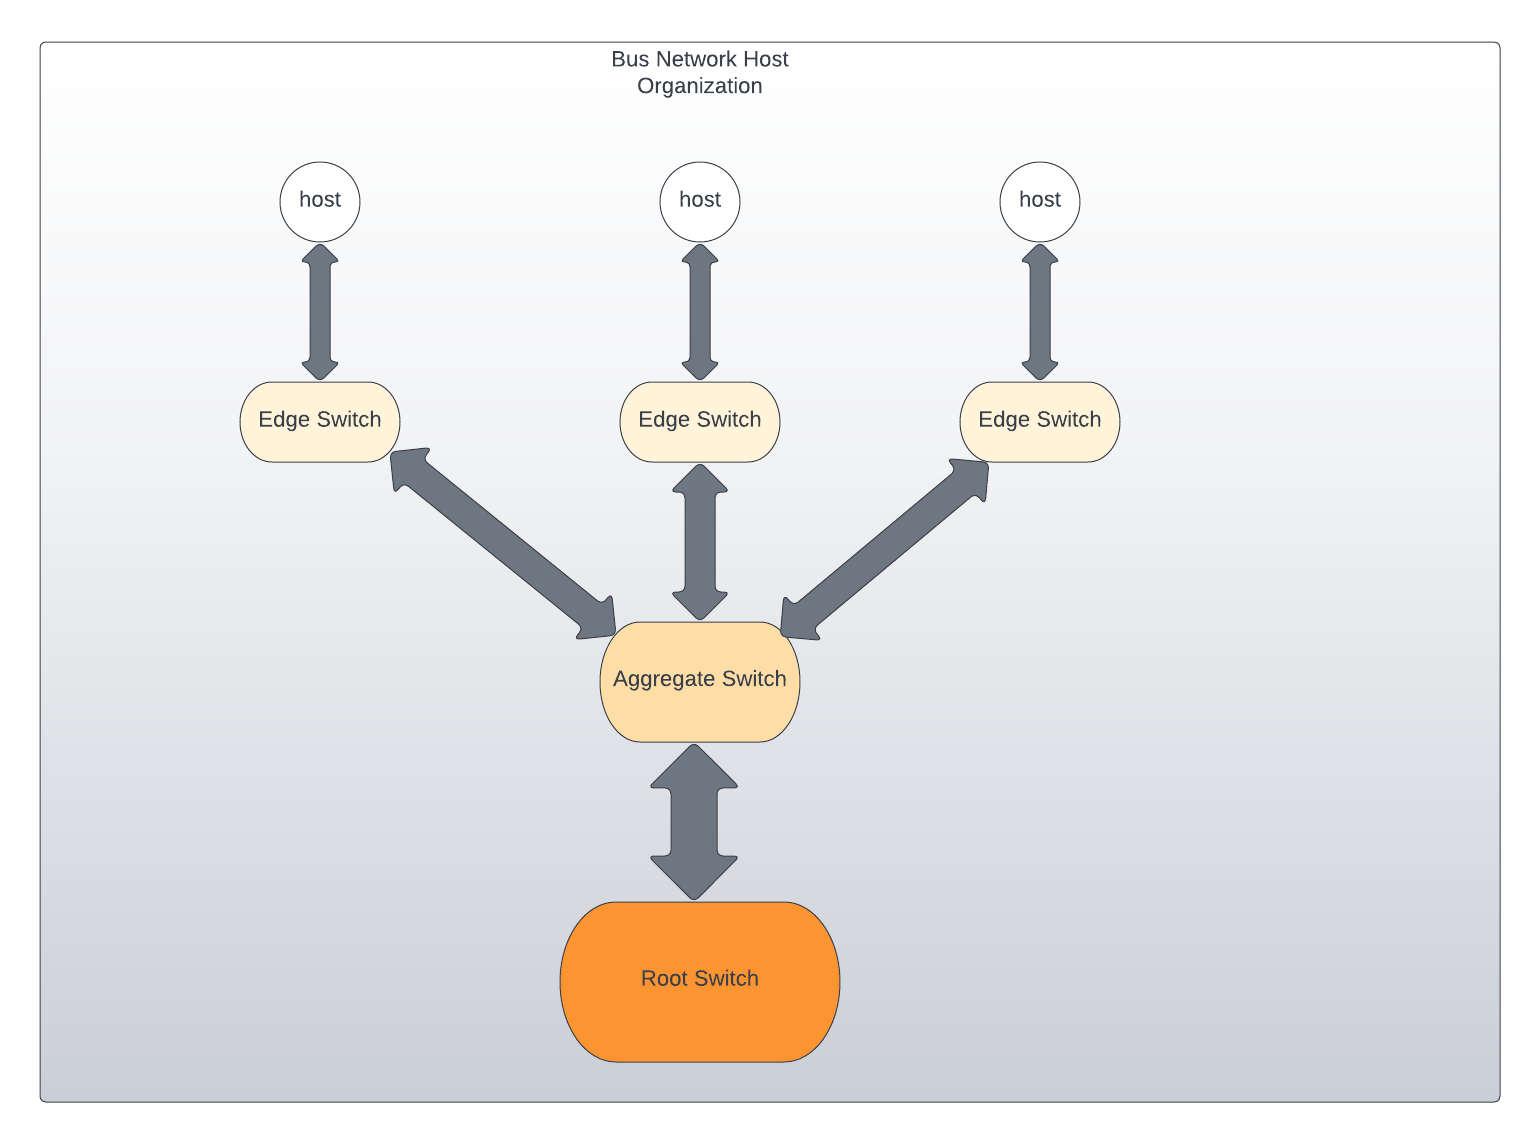 Bus Network Host
Organization
host
host
host
Edge Switch
Edge Switch
Edge Switch
Aggregate Switch
Root Switch